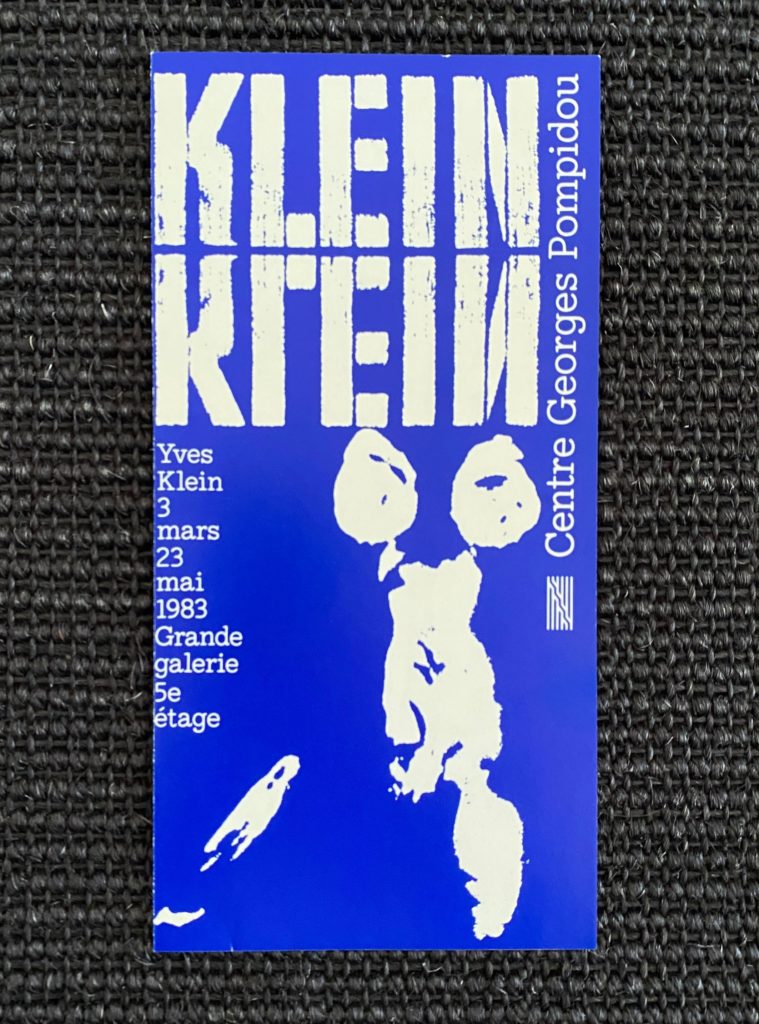 KLEIN
KLEIN
Yves
Klein
3
mars
23
mai
1983
Grande
galerie
5e
étage
Centre Georges Pompidou